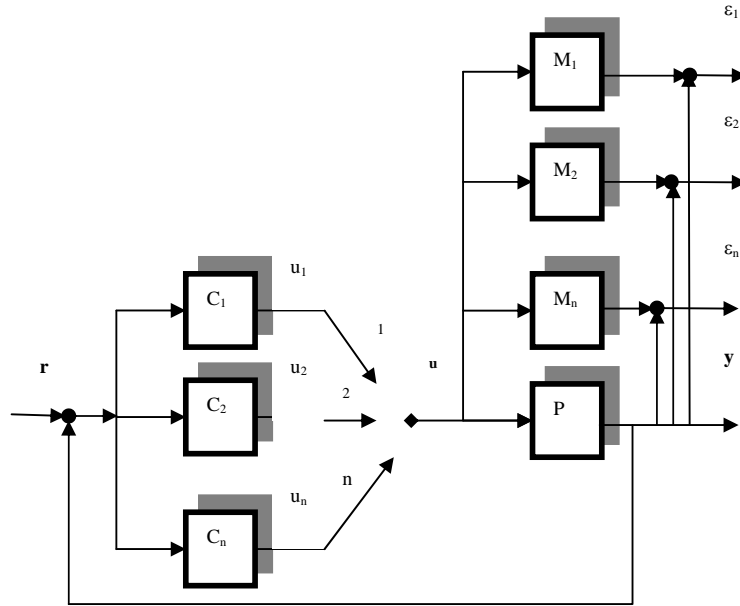 ε₁
M₁
ε₂
M₂
εₙ
u₁
Mₙ
C₁
1
r
u₂
u
y
2
C₂
P
n
uₙ
Cₙ